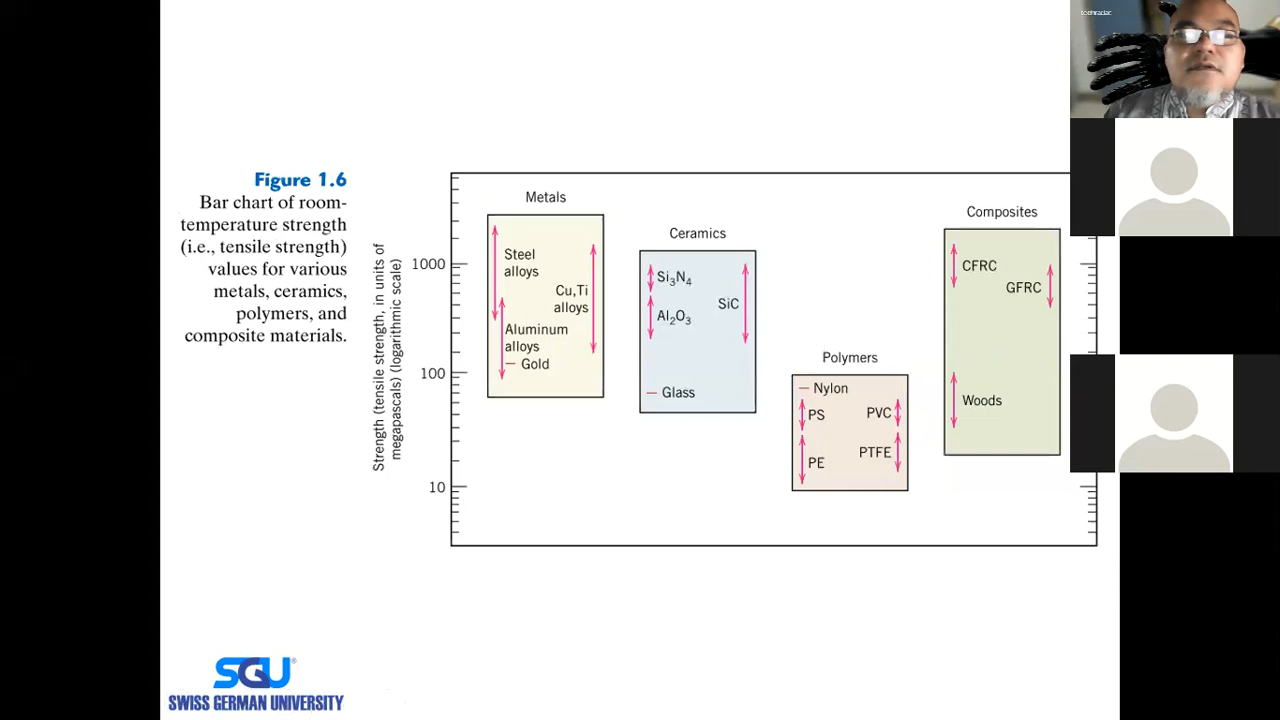 techradar
Figure 1.6
Bar chart of room-
temperature strength
(i.e., tensile strength)
values for various
metals, ceramics,
polymers, and
composite materials.
Strength (tensile strength, in units of
megapascals) (logarithmic scale)
1000
100
10
Metals
Steel
alloys
Cu,Ti
alloys
Aluminum
alloys
Gold
Ceramics
Si₃N₄
SiC
Al₂O₃
Glass
Polymers
Nylon
PS
PVC
PTFE
PE
Composites
CFRC
GFRC
Woods
SGU®
SWISS GERMAN UNIVERSITY